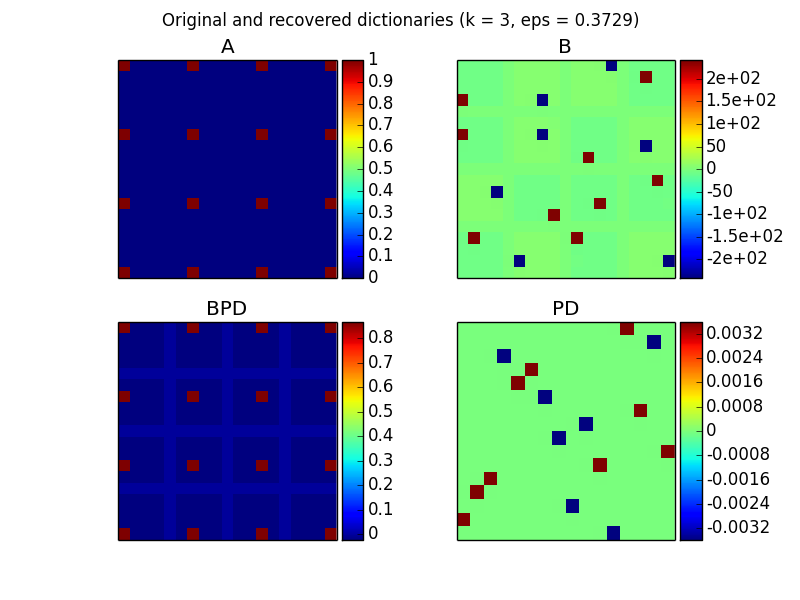 Original and recovered dictionaries (k = 3, eps = 0.3729)
A
1
0.9
0.8
0.7
0.6
0.5
0.4
0.3
0.2
0.1
0
B
2e+02
1.5e+02
1e+02
50
0
-50
-1e+02
-1.5e+02
-2e+02
BPD
0.8
0.7
0.6
0.5
0.4
0.3
0.2
0.1
0
PD
0.0032
0.0024
0.0016
0.0008
0
-0.0008
-0.0016
-0.0024
-0.0032